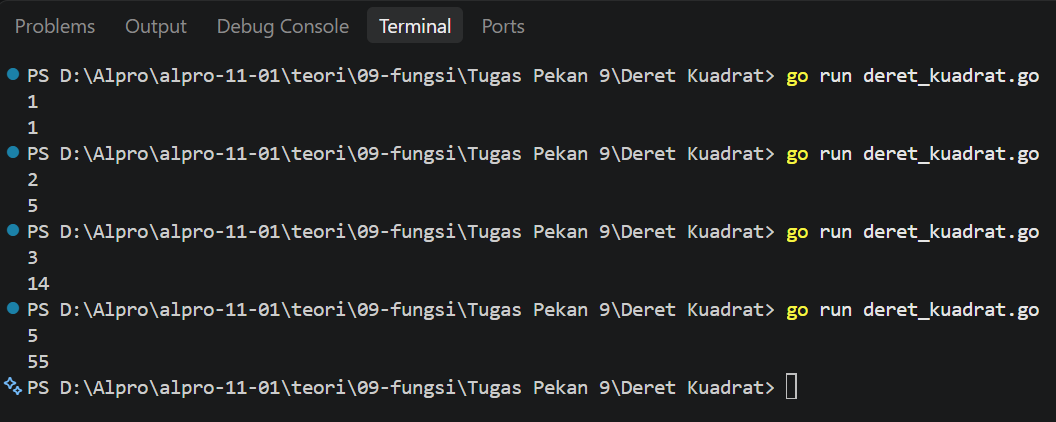 Problems Output Debug Console Terminal Ports
PS D:\Alpro\alpro-11-01\teori\09-fungsi\Tugas Pekan 9\Deret Kuadrat> go run deret_kuadrat.go
1
1
PS D:\Alpro\alpro-11-01\teori\09-fungsi\Tugas Pekan 9\Deret Kuadrat> go run deret_kuadrat.go
2
5
PS D:\Alpro\alpro-11-01\teori\09-fungsi\Tugas Pekan 9\Deret Kuadrat> go run deret_kuadrat.go
3
14
PS D:\Alpro\alpro-11-01\teori\09-fungsi\Tugas Pekan 9\Deret Kuadrat> go run deret_kuadrat.go
5
55
PS D:\Alpro\alpro-11-01\teori\09-fungsi\Tugas Pekan 9\Deret Kuadrat>